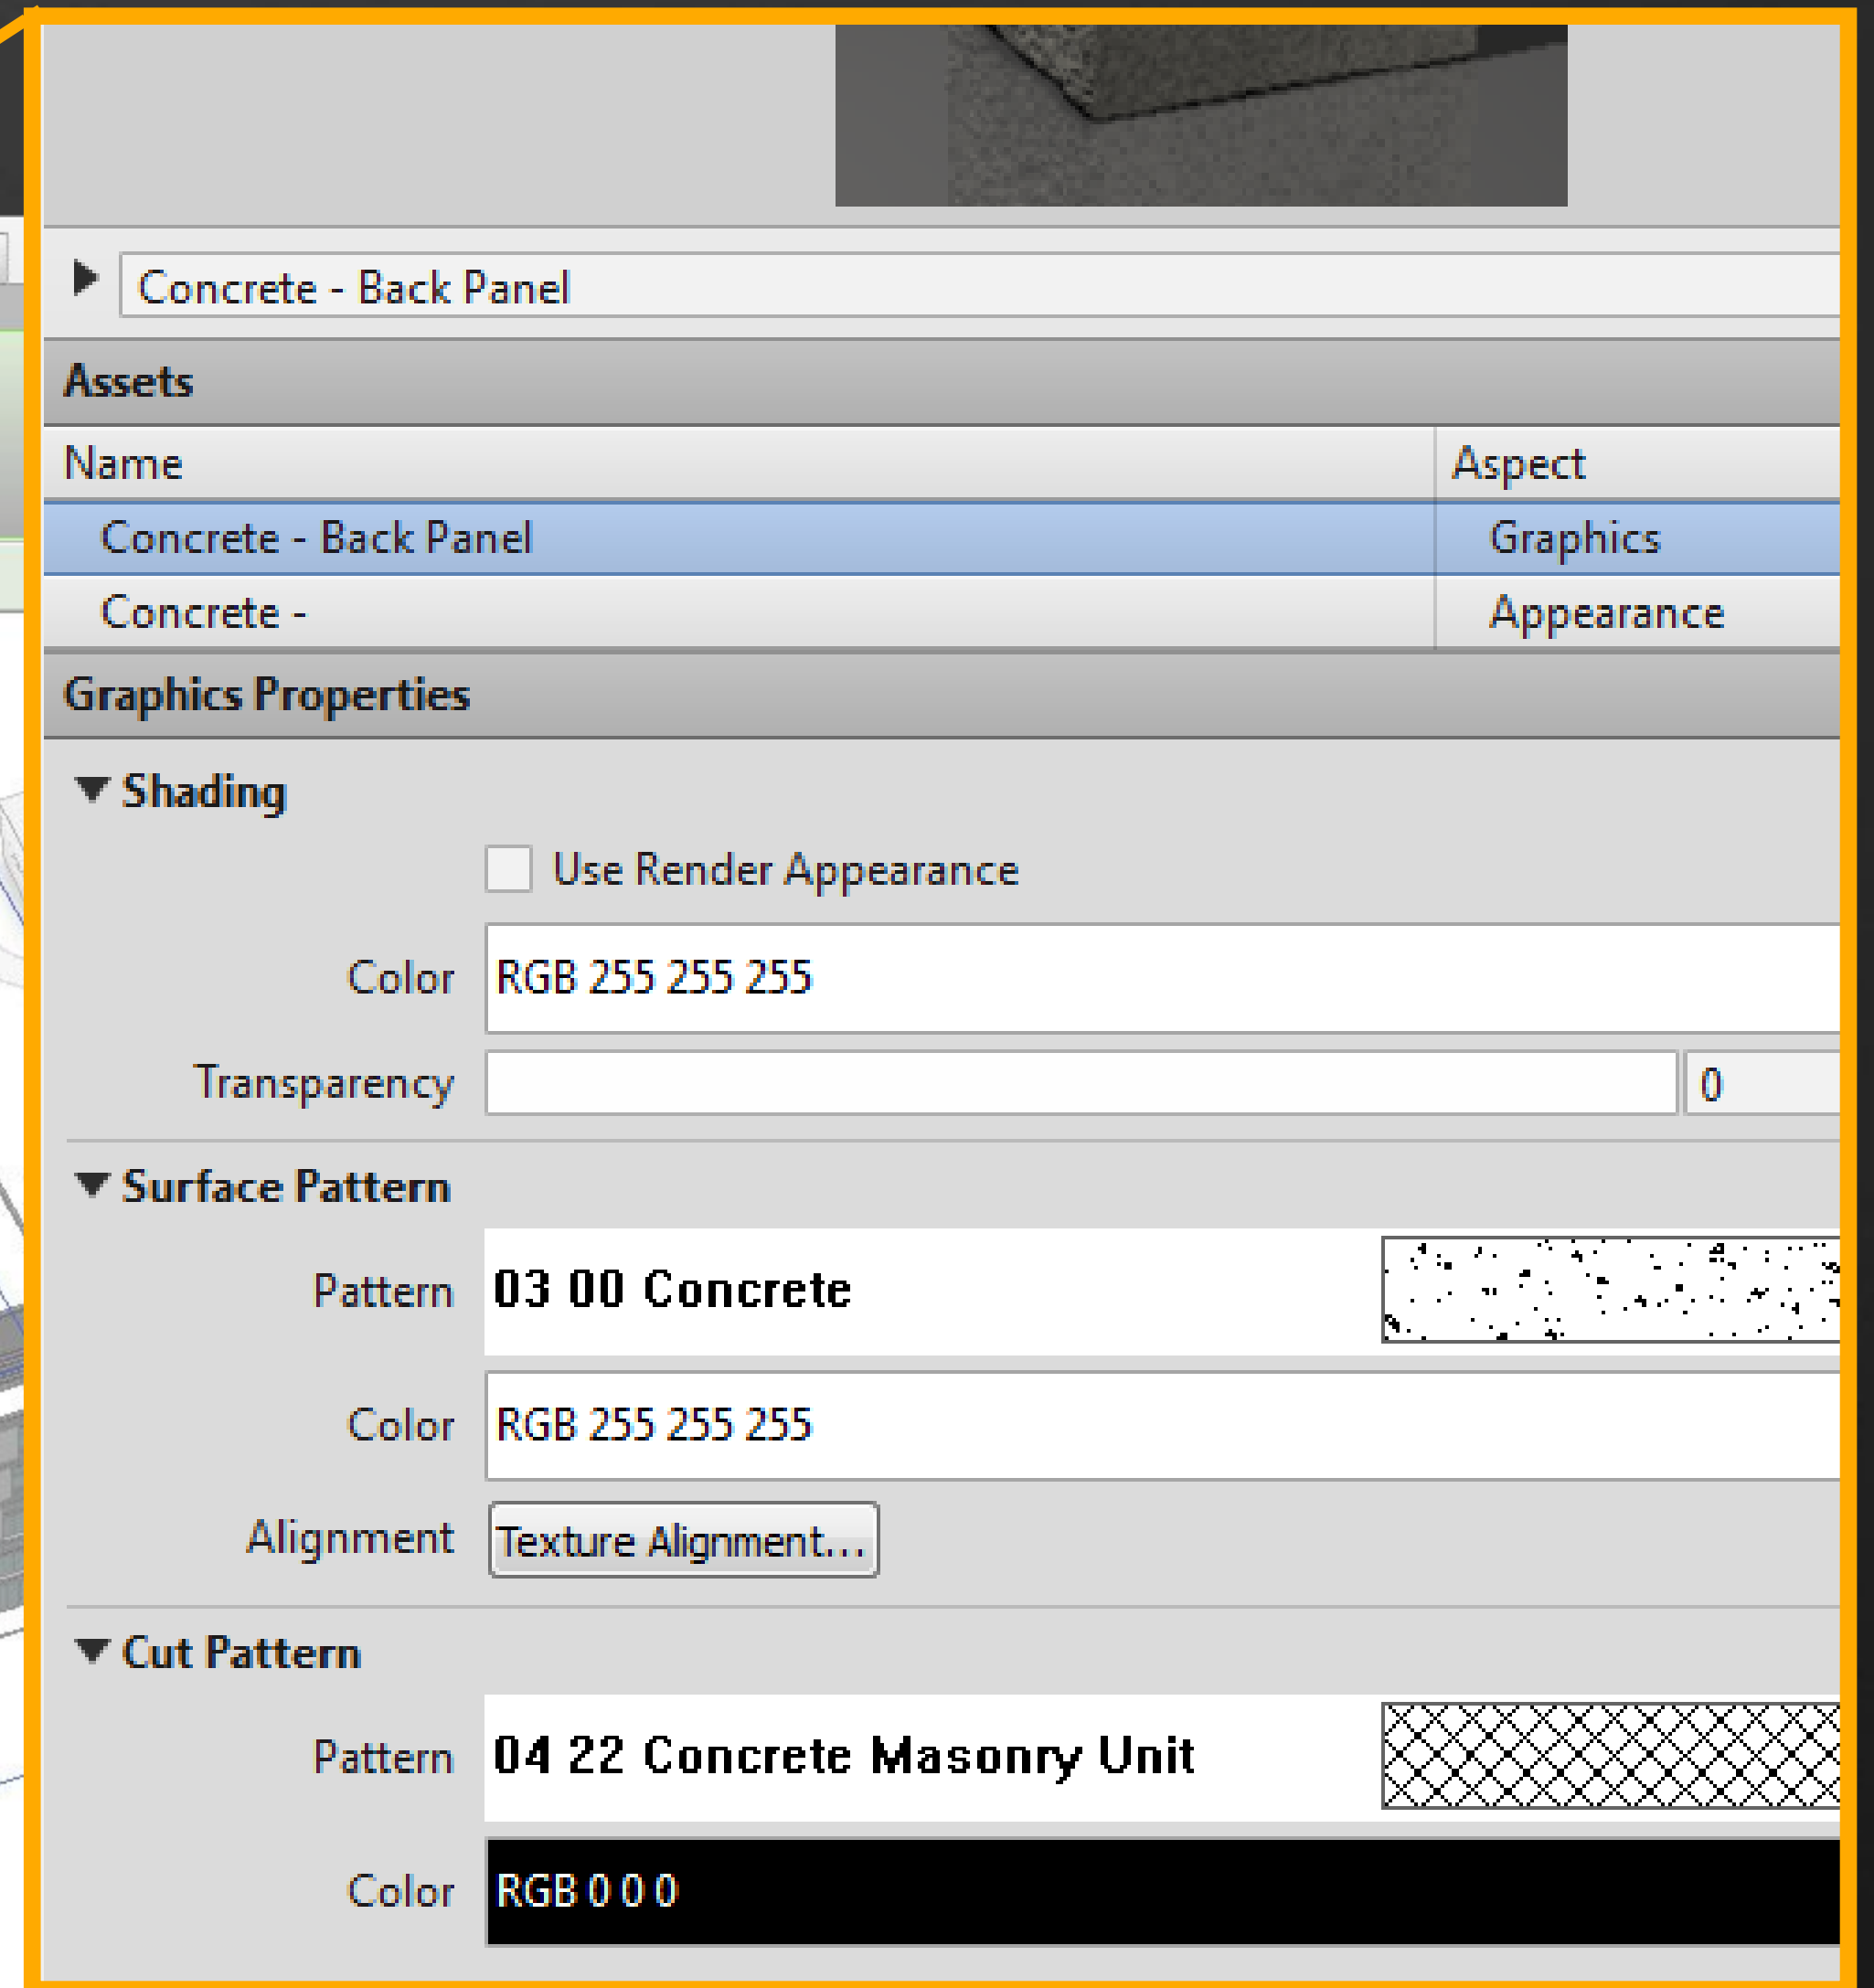 Concrete - Back Panel
Assets
Name Aspect
Concrete - Back Panel Graphics
Concrete - Appearance
Graphics Properties
Shading
Use Render Appearance
Color RGB 255 255 255
Transparency 0
Surface Pattern
Pattern 03 00 Concrete
Color RGB 255 255 255
Alignment Texture Alignment...
Cut Pattern
Pattern 04 22 Concrete Masonry Unit
Color RGB 0 0 0